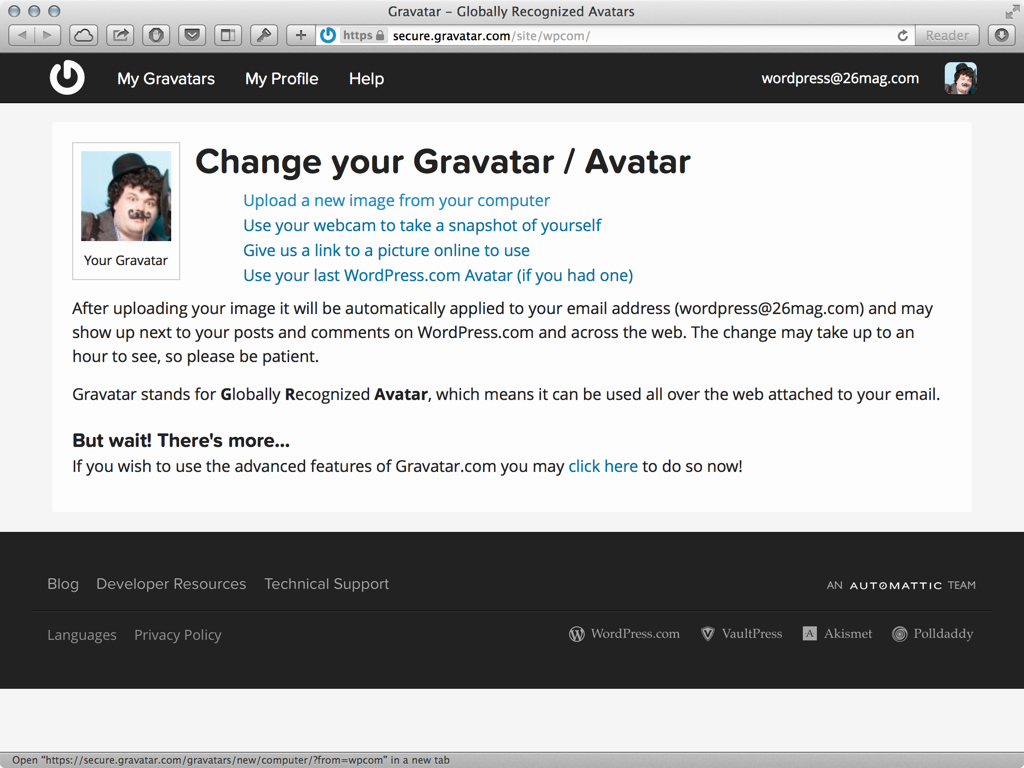 Gravatar – Globally Recognized Avatars
https secure.gravatar.com/site/wpcom/ Reader
My Gravatars My Profile Help wordpress@26mag.com
Change your Gravatar / Avatar
Upload a new image from your computer
Use your webcam to take a snapshot of yourself
Give us a link to a picture online to use
Use your last WordPress.com Avatar (if you had one)
Your Gravatar
After uploading your image it will be automatically applied to your email address (wordpress@26mag.com) and may
show up next to your posts and comments on WordPress.com and across the web. The change may take up to an
hour to see, so please be patient.
Gravatar stands for Globally Recognized Avatar, which means it can be used all over the web attached to your email.
But wait! There's more...
If you wish to use the advanced features of Gravatar.com you may click here to do so now!
Blog Developer Resources Technical Support AN AUTOMATTIC TEAM
Languages Privacy Policy WordPress.com VaultPress A Akismet Polldaddy
Open "https://secure.gravatar.com/gravatars/new/computer/?from=wpcom" in a new tab